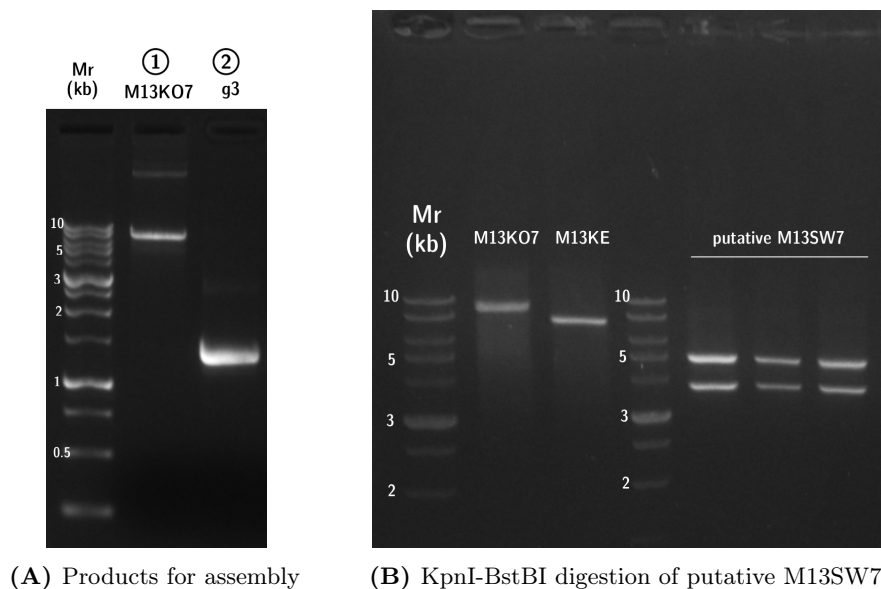 ① ②
Mr M13KO7 g3
(kb)
10
5
3
2
1
0.5
Mr
(kb)
M13KO7 M13KE putative M13SW7
10 10
5 5
3 3
2 2
(A) Products for assembly
(B) KpnI-BstBI digestion of putative M13SW7